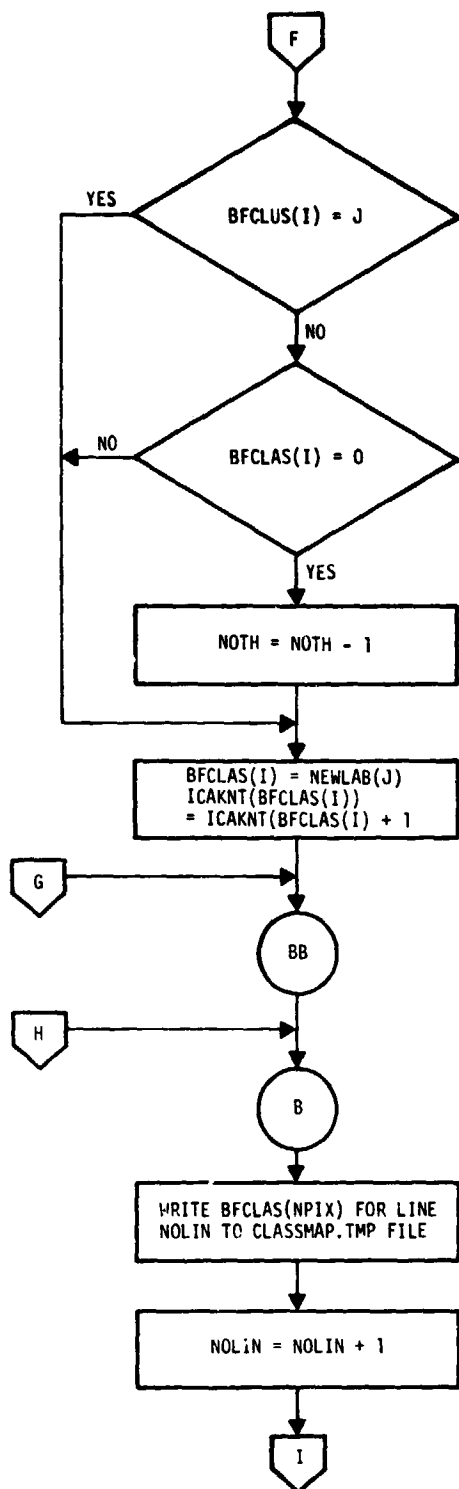 F
YES
BFCLUS(I) = J
NO
NO
BFCLAS(I) = 0
YES
NOTH = NOTH - 1
BFCLAS(I) = NEWLAB(J)
ICAKNT(BFCLAS(I))
= ICAKNT(BFCLAS(I) + 1
G
BB
H
B
WRITE BFCLAS(NPIX) FOR LINE
NOLIN TO CLASSMAP.TMP FILE
NOLIN = NOLIN + 1
I